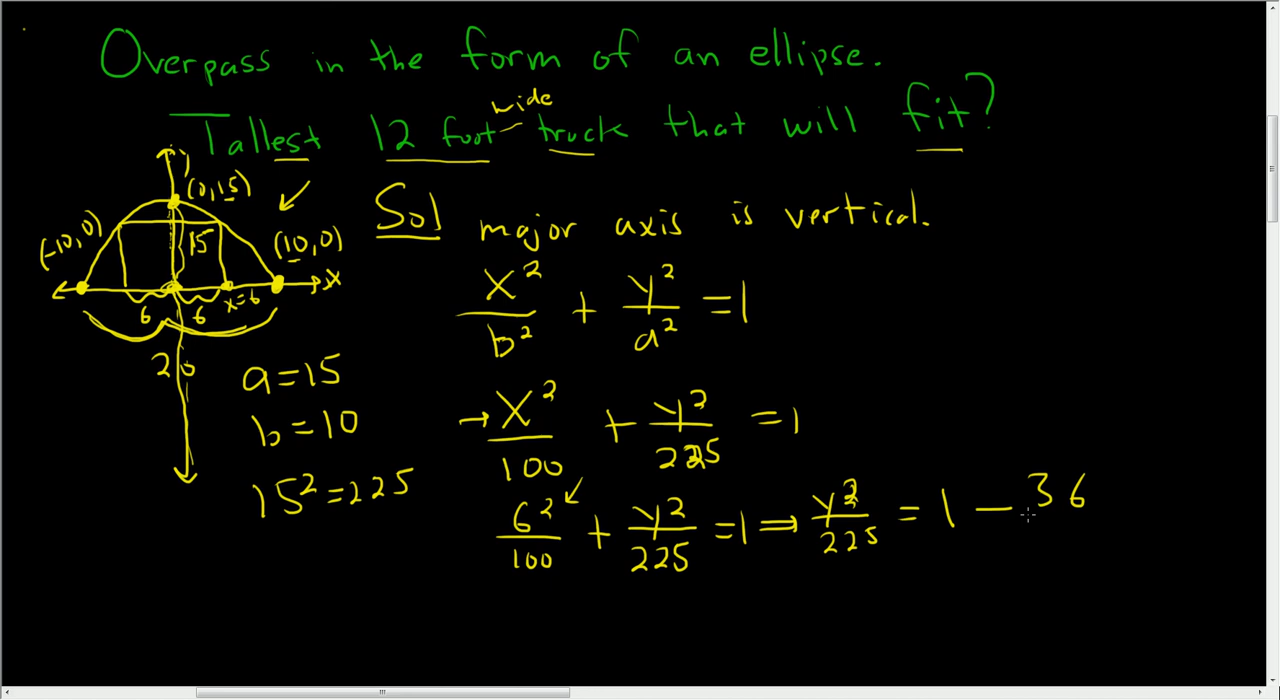 Overpass in the form of an ellipse.
wide
Tallest 12 foot truck that will fit?
(0,15)
(-10,0)
15
(10,0)
x
x=6
6 6
20
a=15
b=10
15²=225
Sol major axis is vertical.
x²/b² + y²/a² =1
→ x²/100 + y²/225 =1
6²/100 + y²/225 =1 ⇒ y²/225 = 1 - 36